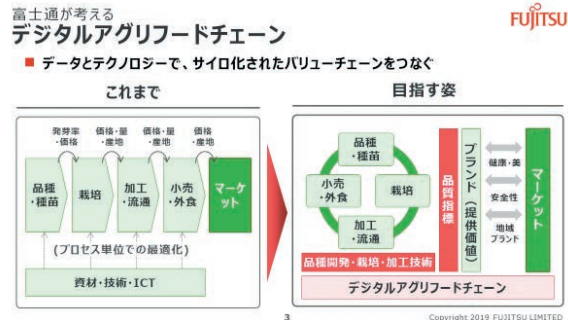 富士通が考える
デジタルアグリフードチェーン
FUJITSU
■ データとテクノロジーで、サイロ化されたバリューチェーンをつなぐ
これまで
発芽率
・価格
価格・量
・産地
価格・量
・産地
価格
・産地
品種
・種苗
栽培
加工
・流通
小売
・外食
マーケ
ット
(プロセス単位での最適化)
資材・技術・ICT
目指す姿
品種
・種苗
小売
・外食
栽培
加工
・流通
品種開発・栽培・加工技術
品質指標
ブランド（提供価値）
健康・美
安全性
地域
ブランド
マーケット
デジタルアグリフードチェーン
3
Copyright 2019 FUJITSU LIMITED